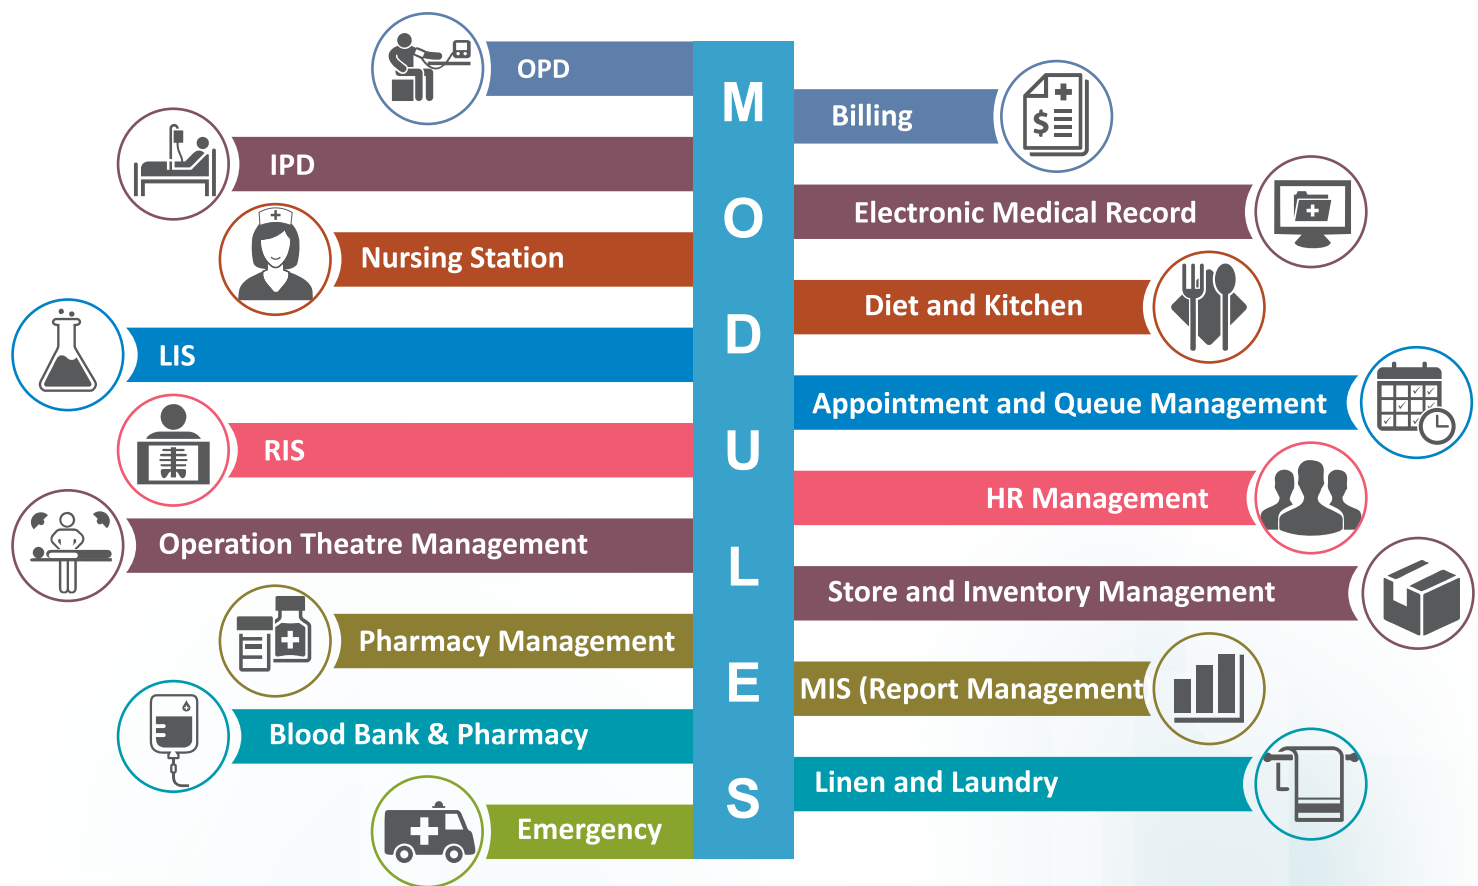 OPD
IPD
Nursing Station
LIS
RIS
Operation Theatre Management
Pharmacy Management
Blood Bank & Pharmacy
Emergency
MODULES
Billing
$
Electronic Medical Record
Diet and Kitchen
Appointment and Queue Management
HR Management
Store and Inventory Management
MIS (Report Management
Linen and Laundry